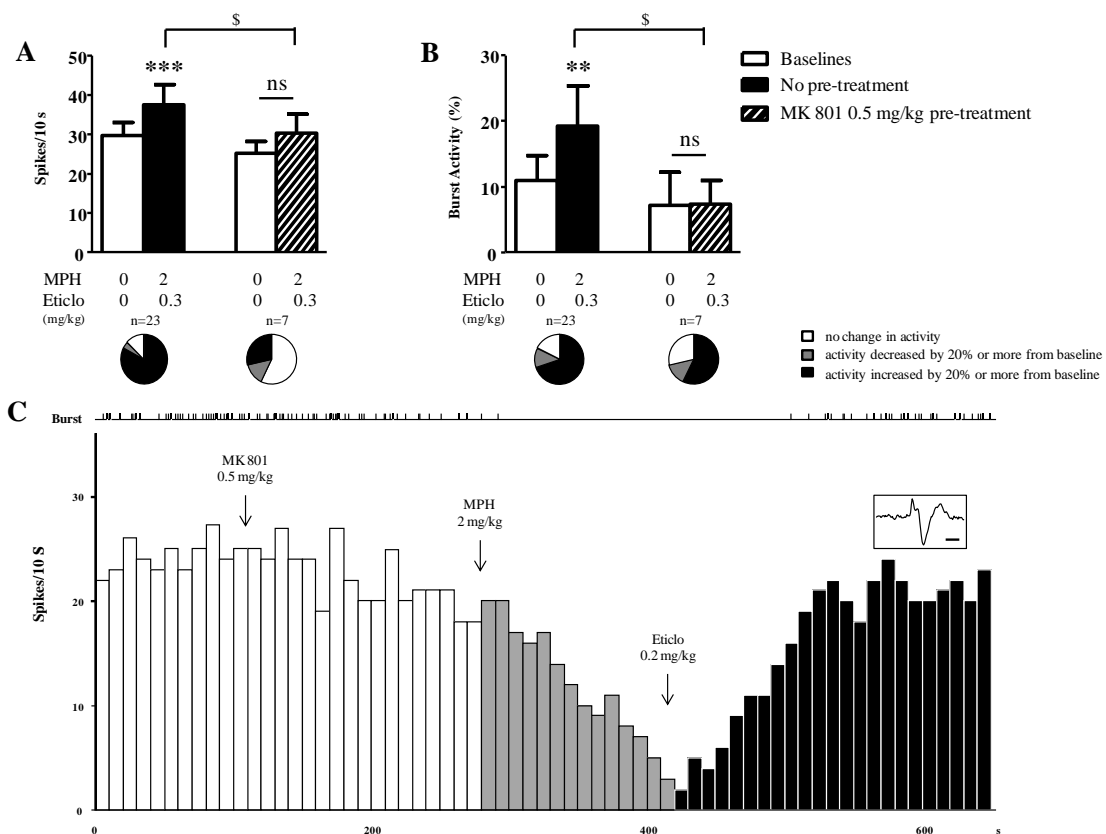 $
$
A
B
50
40
30
20
10
0
Spikes/10 s
***
ns
30
20
10
0
Burst Activity (%)
**
ns
Baselines
No pre-treatment
MK 801 0.5 mg/kg pre-treatment
MPH 0 2 0 2
Eticlo 0 0.3 0 0.3
(mg/kg)
n=23 n=7
MPH 0 2 0 2
Eticlo 0 0.3 0 0.3
(mg/kg)
n=23 n=7
no change in activity
activity decreased by 20% or more from baseline
activity increased by 20% or more from baseline
C
Burst
MK 801
0.5 mg/kg
MPH
2 mg/kg
Eticlo
0.2 mg/kg
30
20
10
0
Spikes/10 S
0 200 400 600 s